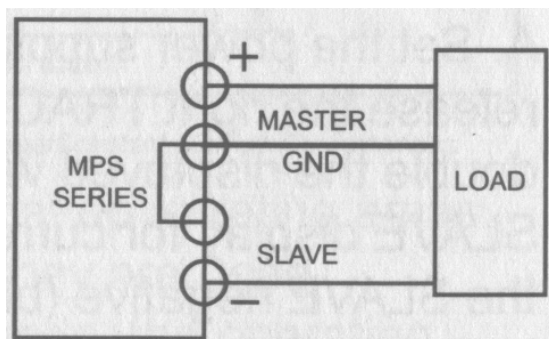 +
MASTER
GND
MPS
SERIES
LOAD
SLAVE
−